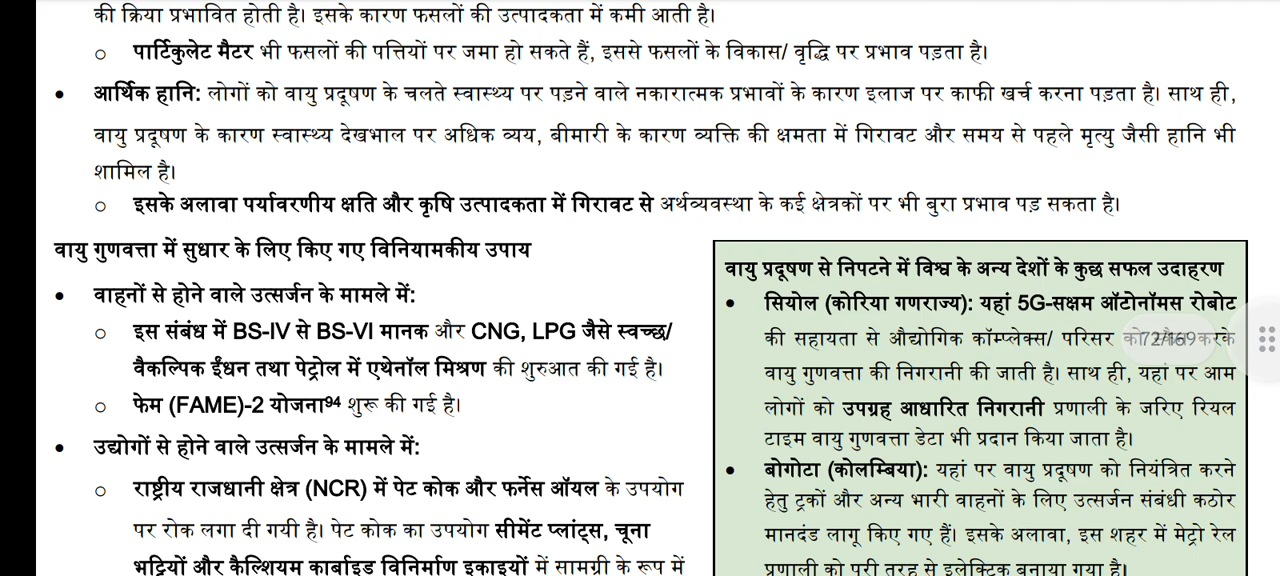 की क्रिया प्रभावित होती है। इसके कारण फसलों की उत्पादकता में कमी आती है।
○ पार्टिकुलेट मैटर भी फसलों की पत्तियों पर जमा हो सकते हैं, इससे फसलों के विकास/ वृद्धि पर प्रभाव पड़ता है।
• आर्थिक हानि: लोगों को वायु प्रदूषण के चलते स्वास्थ्य पर पड़ने वाले नकारात्मक प्रभावों के कारण इलाज पर काफी खर्च करना पड़ता है। साथ ही,
वायु प्रदूषण के कारण स्वास्थ्य देखभाल पर अधिक व्यय, बीमारी के कारण व्यक्ति की क्षमता में गिरावट और समय से पहले मृत्यु जैसी हानि भी
शामिल है।
○ इसके अलावा पर्यावरणीय क्षति और कृषि उत्पादकता में गिरावट से अर्थव्यवस्था के कई क्षेत्रकों पर भी बुरा प्रभाव पड़ सकता है।
वायु गुणवत्ता में सुधार के लिए किए गए विनियामकीय उपाय
• वाहनों से होने वाले उत्सर्जन के मामले में:
○ इस संबंध में BS-IV से BS-VI मानक और CNG, LPG जैसे स्वच्छ/
वैकल्पिक ईंधन तथा पेट्रोल में एथेनॉल मिश्रण की शुरुआत की गई है।
○ फेम (FAME)-2 योजना94 शुरू की गई है।
• उद्योगों से होने वाले उत्सर्जन के मामले में:
○ राष्ट्रीय राजधानी क्षेत्र (NCR) में पेट कोक और फर्नेस ऑयल के उपयोग
पर रोक लगा दी गयी है। पेट कोक का उपयोग सीमेंट प्लांट्स, चूना
भट्टियों और कैल्शियम कार्बाइड विनिर्माण इकाइयों में सामग्री के रूप में
वायु प्रदूषण से निपटने में विश्व के अन्य देशों के कुछ सफल उदाहरण
• सियोल (कोरिया गणराज्य): यहां 5G-सक्षम ऑटोनॉमस रोबोट
की सहायता से औद्योगिक कॉम्प्लेक्स/ परिसर को करके
72/169
वायु गुणवत्ता की निगरानी की जाती है। साथ ही, यहां पर आम
लोगों को उपग्रह आधारित निगरानी प्रणाली के जरिए रियल
टाइम वायु गुणवत्ता डेटा भी प्रदान किया जाता है।
• बोगोटा (कोलम्बिया): यहां पर वायु प्रदूषण को नियंत्रित करने
हेतु ट्रकों और अन्य भारी वाहनों के लिए उत्सर्जन संबंधी कठोर
मानदंड लागू किए गए हैं। इसके अलावा, इस शहर में मेट्रो रेल
प्रणाली को पूरी तरह से इलेक्ट्रिक बनाया गया है।